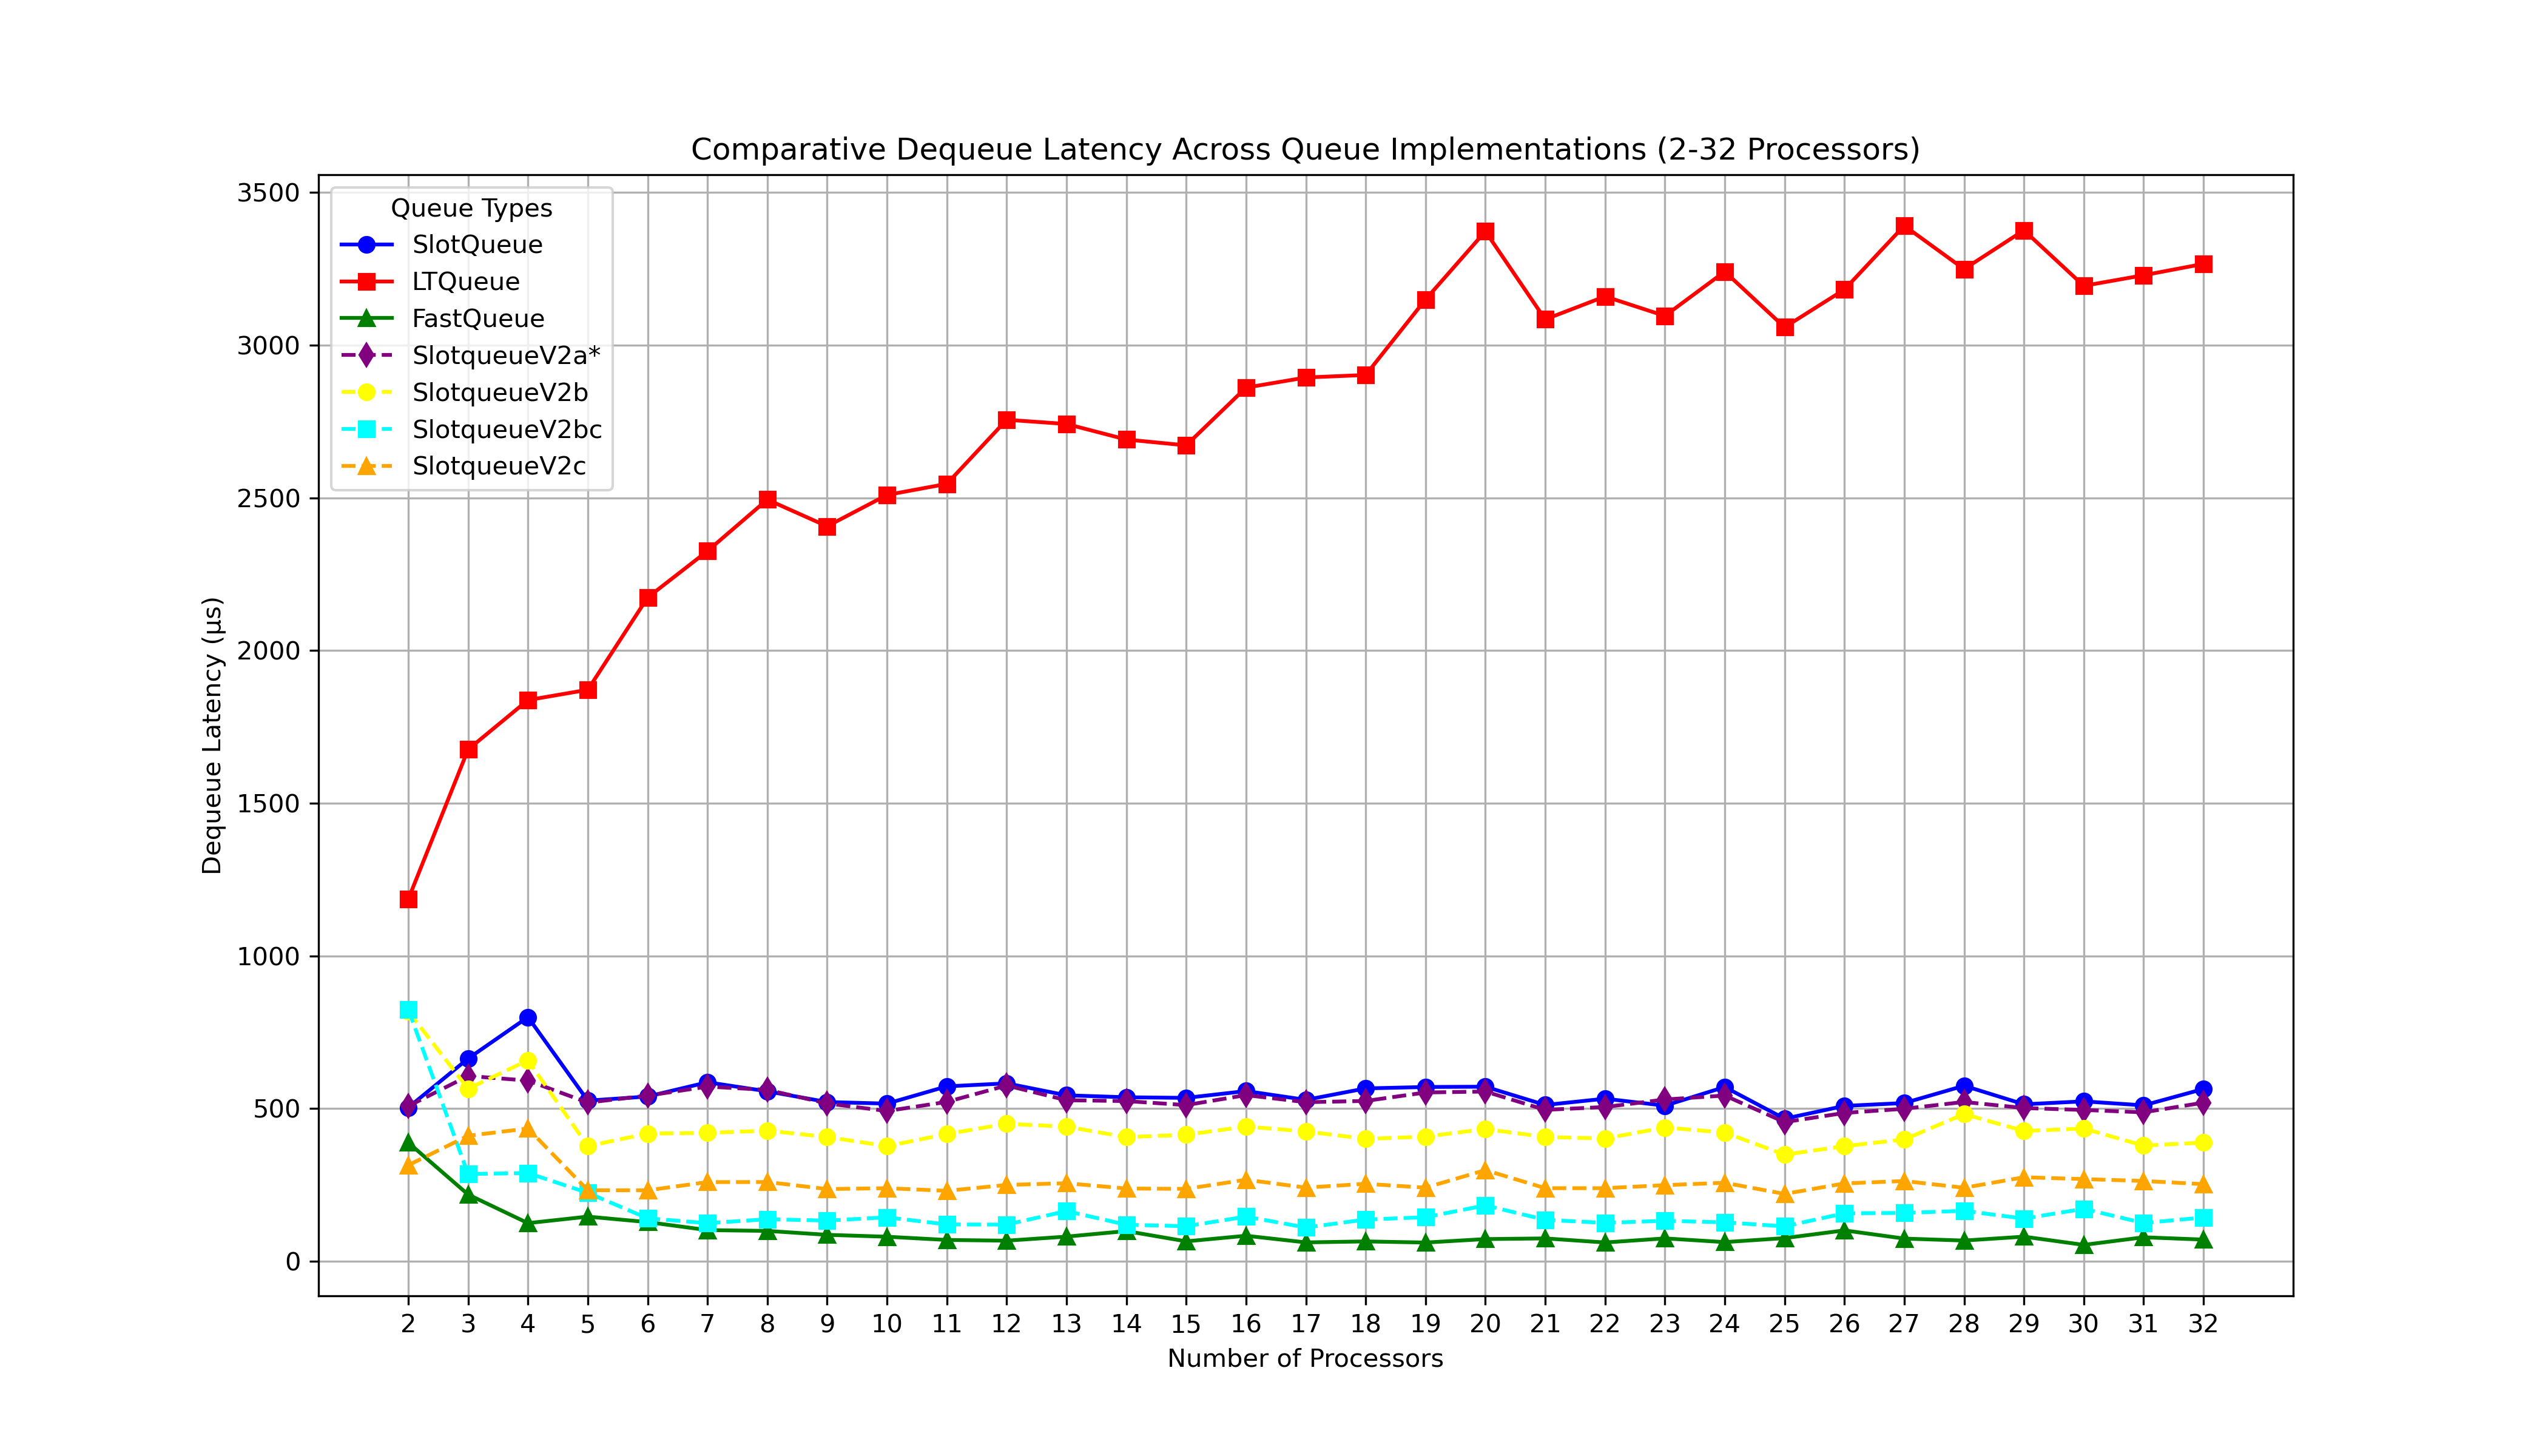 Comparative Dequeue Latency Across Queue Implementations (2-32 Processors)
Queue Types
SlotQueue
LTQueue
FastQueue
SlotqueueV2a*
SlotqueueV2b
SlotqueueV2bc
SlotqueueV2c
3500
3000
2500
2000
1500
1000
500
0
Dequeue Latency (μs)
2 3 4 5 6 7 8 9 10 11 12 13 14 15 16 17 18 19 20 21 22 23 24 25 26 27 28 29 30 31 32
Number of Processors